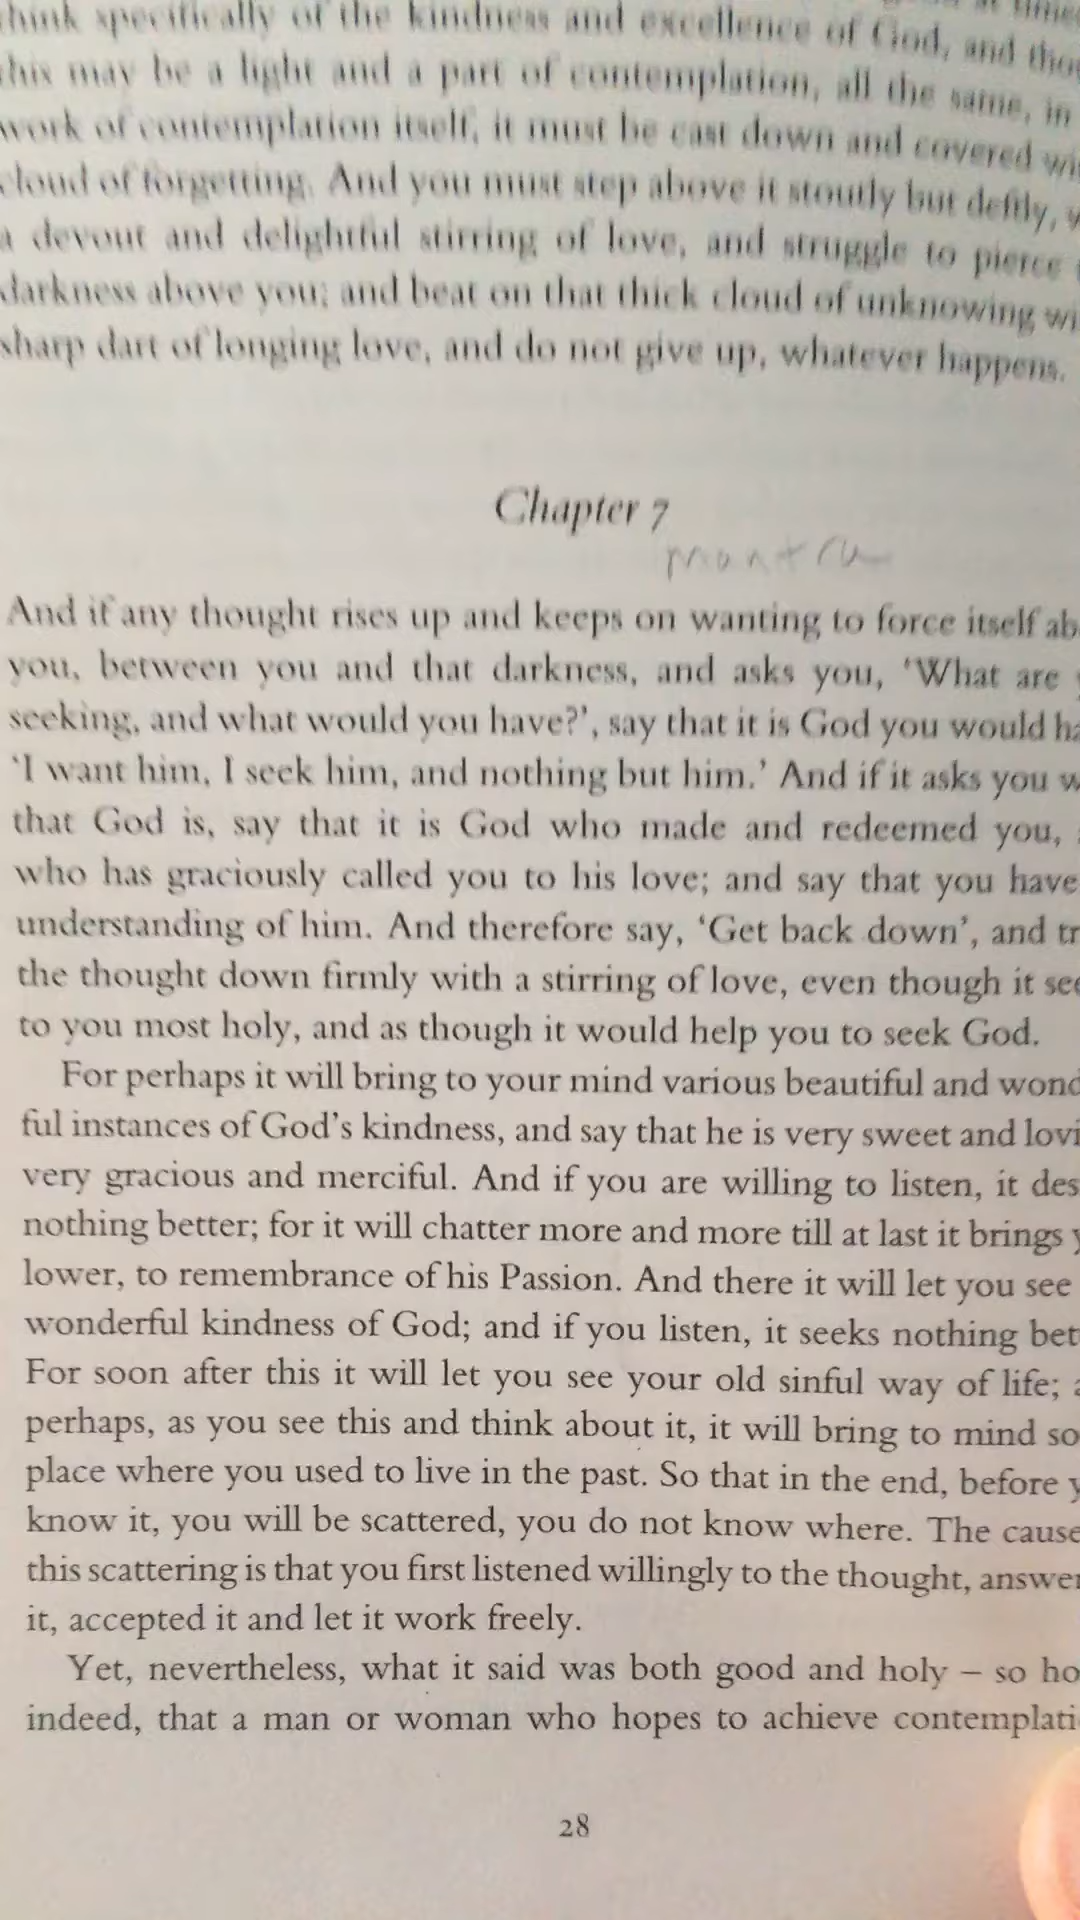 think specifically of the kindness and excellence of God, and
this may be a light and a part of contemplation, all the same, in
work of contemplation itself, it must be cast down and covered
cloud of forgetting. And you must step above it stoutly but deftly,
a devout and delightful stirring of love, and struggle to pierce
darkness above you; and beat on that thick cloud of unknowing
sharp dart of longing love, and do not give up, whatever happens.
Chapter 7
mantra
And if any thought rises up and keeps on wanting to force itself ab
you, between you and that darkness, and asks you, ‘What are
seeking, and what would you have?’, say that it is God you would ha
‘I want him, I seek him, and nothing but him.’ And if it asks you w
that God is, say that it is God who made and redeemed you,
who has graciously called you to his love; and say that you have
understanding of him. And therefore say, ‘Get back down’, and tr
the thought down firmly with a stirring of love, even though it see
to you most holy, and as though it would help you to seek God.
For perhaps it will bring to your mind various beautiful and wond
ful instances of God’s kindness, and say that he is very sweet and lovi
very gracious and merciful. And if you are willing to listen, it des
nothing better; for it will chatter more and more till at last it brings y
lower, to remembrance of his Passion. And there it will let you see
wonderful kindness of God; and if you listen, it seeks nothing bet
For soon after this it will let you see your old sinful way of life; a
perhaps, as you see this and think about it, it will bring to mind so
place where you used to live in the past. So that in the end, before y
know it, you will be scattered, you do not know where. The cause
this scattering is that you first listened willingly to the thought, answer
it, accepted it and let it work freely.
Yet, nevertheless, what it said was both good and holy – so ho
indeed, that a man or woman who hopes to achieve contemplati
28